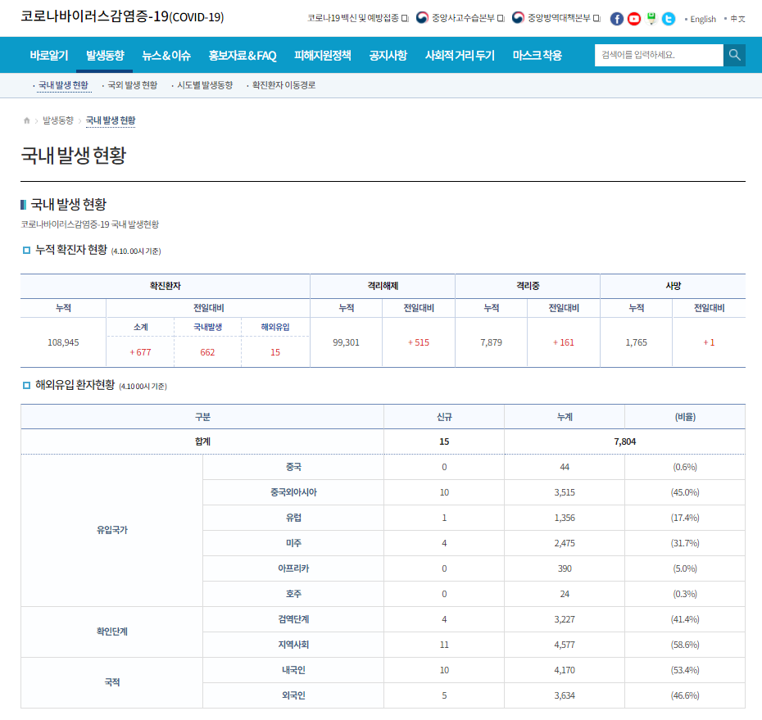 코로나바이러스감염증-19(COVID-19)
코로나19 백신 및 예방접종 중앙사고수습본부 중앙방역대책본부 English 中文
바로알기 발생동향 뉴스 & 이슈 홍보자료 & FAQ 피해지원정책 공지사항 사회적 거리 두기 마스크 착용 검색어를 입력하세요.
국내 발생 현황 국외 발생 현황 시도별 발생동향 확진환자 이동경로
발생동향 > 국내 발생 현황
국내 발생 현황
국내 발생 현황
코로나바이러스감염증-19 국내 발생현황
누적 확진자 현황 (4.10. 00시 기준)
확진환자 격리해제 격리중 사망
누적 전일대비 누적 전일대비 누적 전일대비 누적 전일대비
소계 국내발생 해외유입
108,945 + 677 662 15 99,301 + 515 7,879 + 161 1,765 + 1
해외유입 환자현황 (4.10 00시 기준)
구분 신규 누계 (비율)
합계 15 7,804
유입국가
중국 0 44 (0.6%)
중국외아시아 10 3,515 (45.0%)
유럽 1 1,356 (17.4%)
미주 4 2,475 (31.7%)
아프리카 0 390 (5.0%)
호주 0 24 (0.3%)
확인단계
검역단계 4 3,227 (41.4%)
지역사회 11 4,577 (58.6%)
국적
내국인 10 4,170 (53.4%)
외국인 5 3,634 (46.6%)